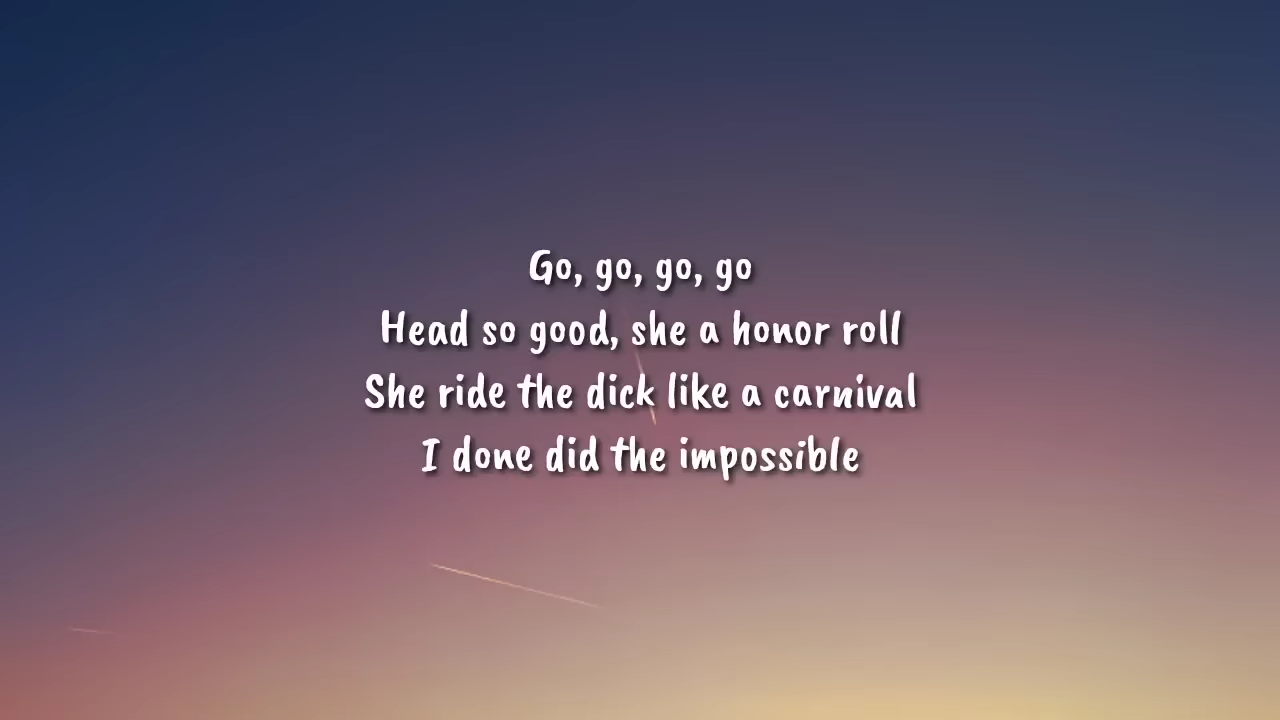 Go, go, go, go
Head so good, she a honor roll
She ride the dick like a carnival
I done did the impossible